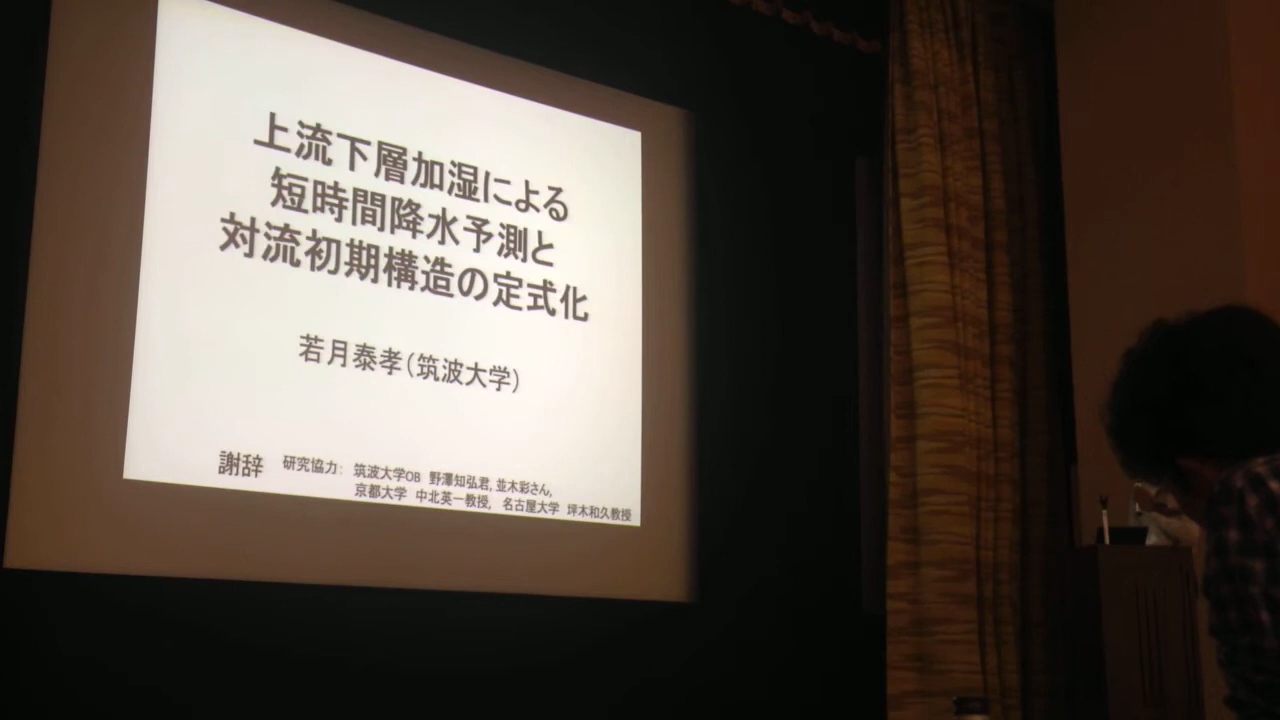 上流下層加湿による
短時間降水予測と
対流初期構造の定式化
若月泰孝(筑波大学)
謝辞 研究協力: 筑波大学OB 野澤知弘君, 並木彩さん,
京都大学 中北英一教授, 名古屋大学 坪木和久教授